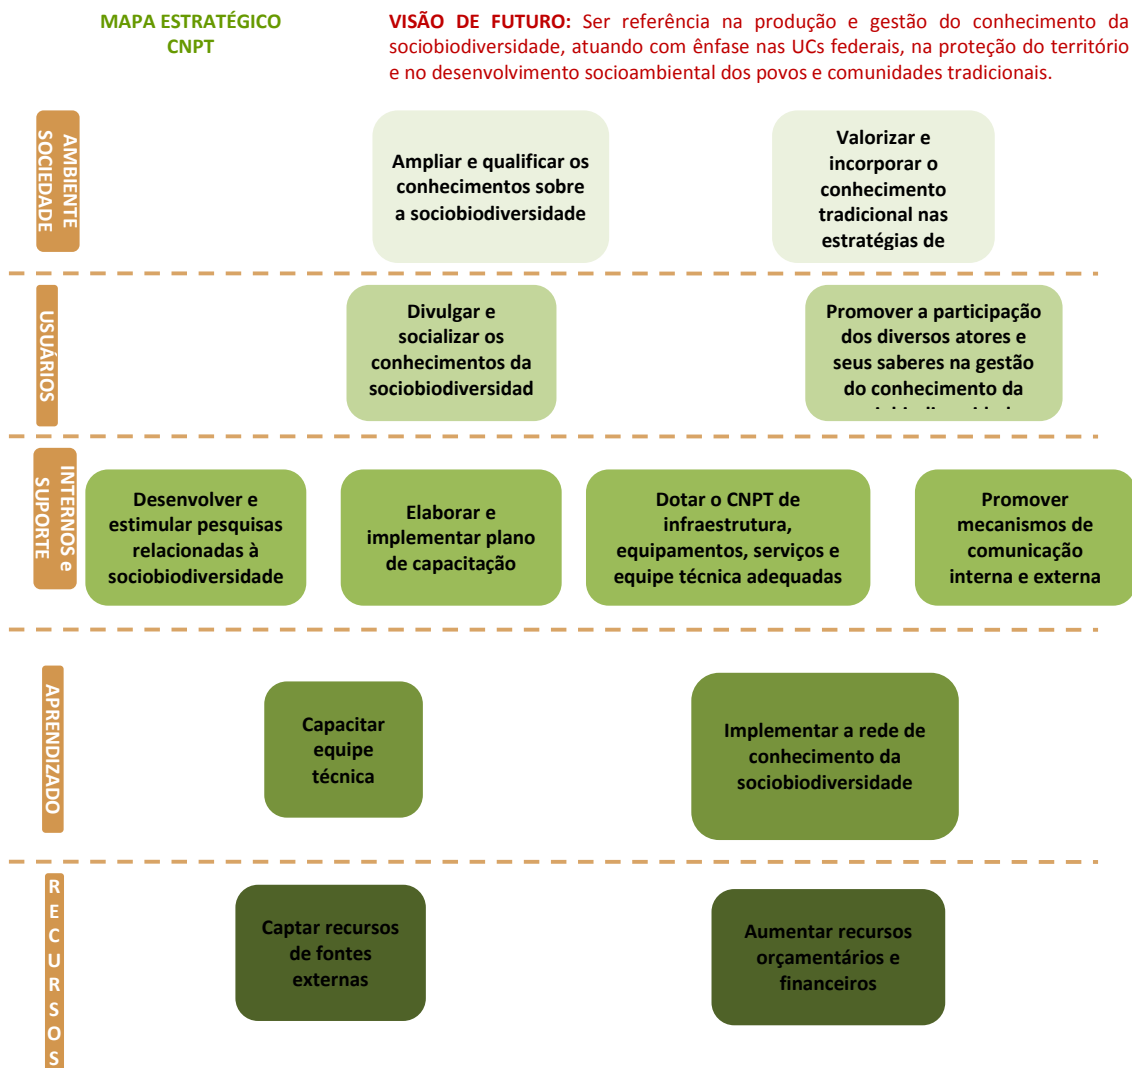 MAPA ESTRATÉGICO
CNPT
VISÃO DE FUTURO: Ser referência na produção e gestão do conhecimento da
sociobiodiversidade, atuando com ênfase nas UCs federais, na proteção do território
e no desenvolvimento socioambiental dos povos e comunidades tradicionais.
AMBIENTE
SOCIEDADE
Ampliar e qualificar os
conhecimentos sobre
a sociobiodiversidade
Valorizar e
incorporar o
conhecimento
tradicional nas
estratégias de
USUÁRIOS
Divulgar e
socializar os
conhecimentos da
sociobiodiversidad
Promover a participação
dos diversos atores e
seus saberes na gestão
do conhecimento da
INTERNOS e
SUPORTE
Desenvolver e
estimular pesquisas
relacionadas à
sociobiodiversidade
Elaborar e
implementar plano
de capacitação
Dotar o CNPT de
infraestrutura,
equipamentos, serviços e
equipe técnica adequadas
Promover
mecanismos de
comunicação
interna e externa
APRENDIZADO
Capacitar
equipe
técnica
Implementar a rede de
conhecimento da
sociobiodiversidade
RECURSOS
Captar recursos
de fontes
externas
Aumentar recursos
orçamentários e
financeiros